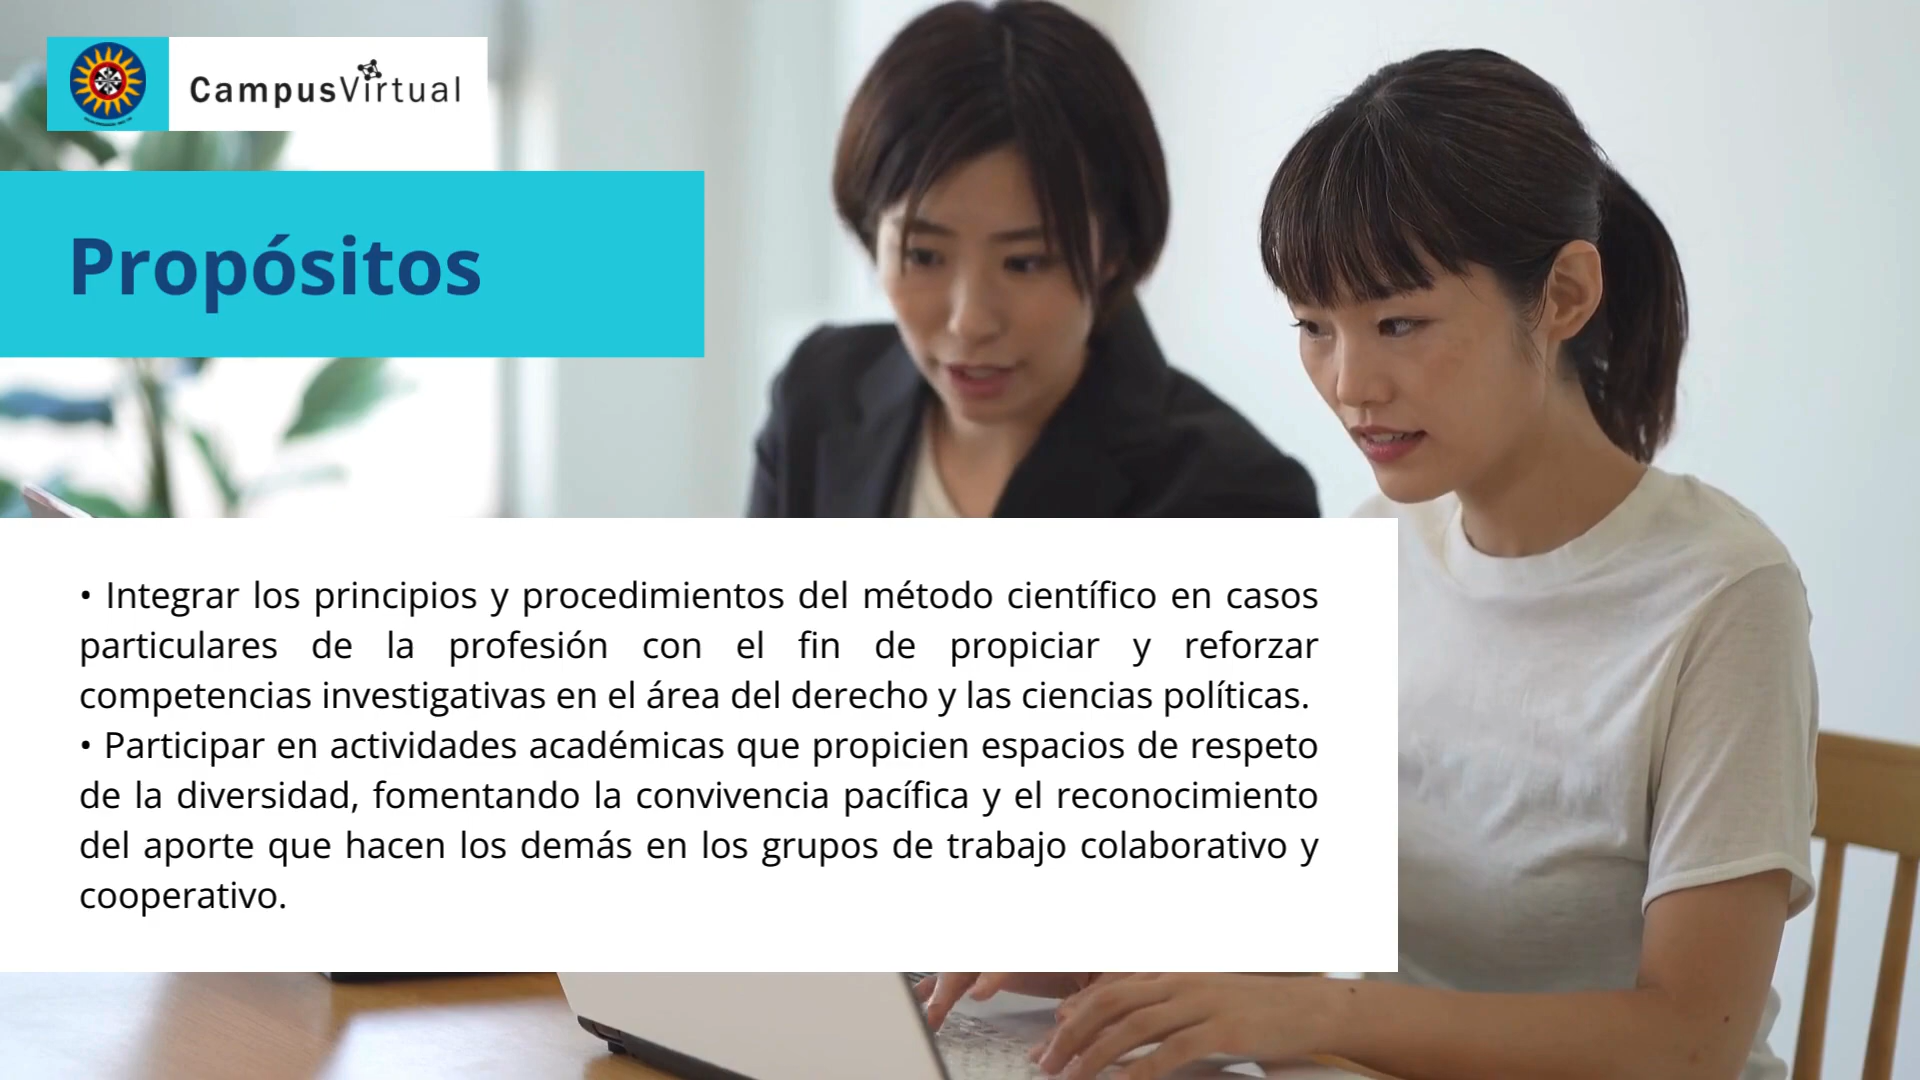 CampusVirtual
Propósitos
• Integrar los principios y procedimientos del método científico en casos
particulares de la profesión con el fin de propiciar y reforzar
competencias investigativas en el área del derecho y las ciencias políticas.
• Participar en actividades académicas que propicien espacios de respeto
de la diversidad, fomentando la convivencia pacífica y el reconocimiento
del aporte que hacen los demás en los grupos de trabajo colaborativo y
cooperativo.